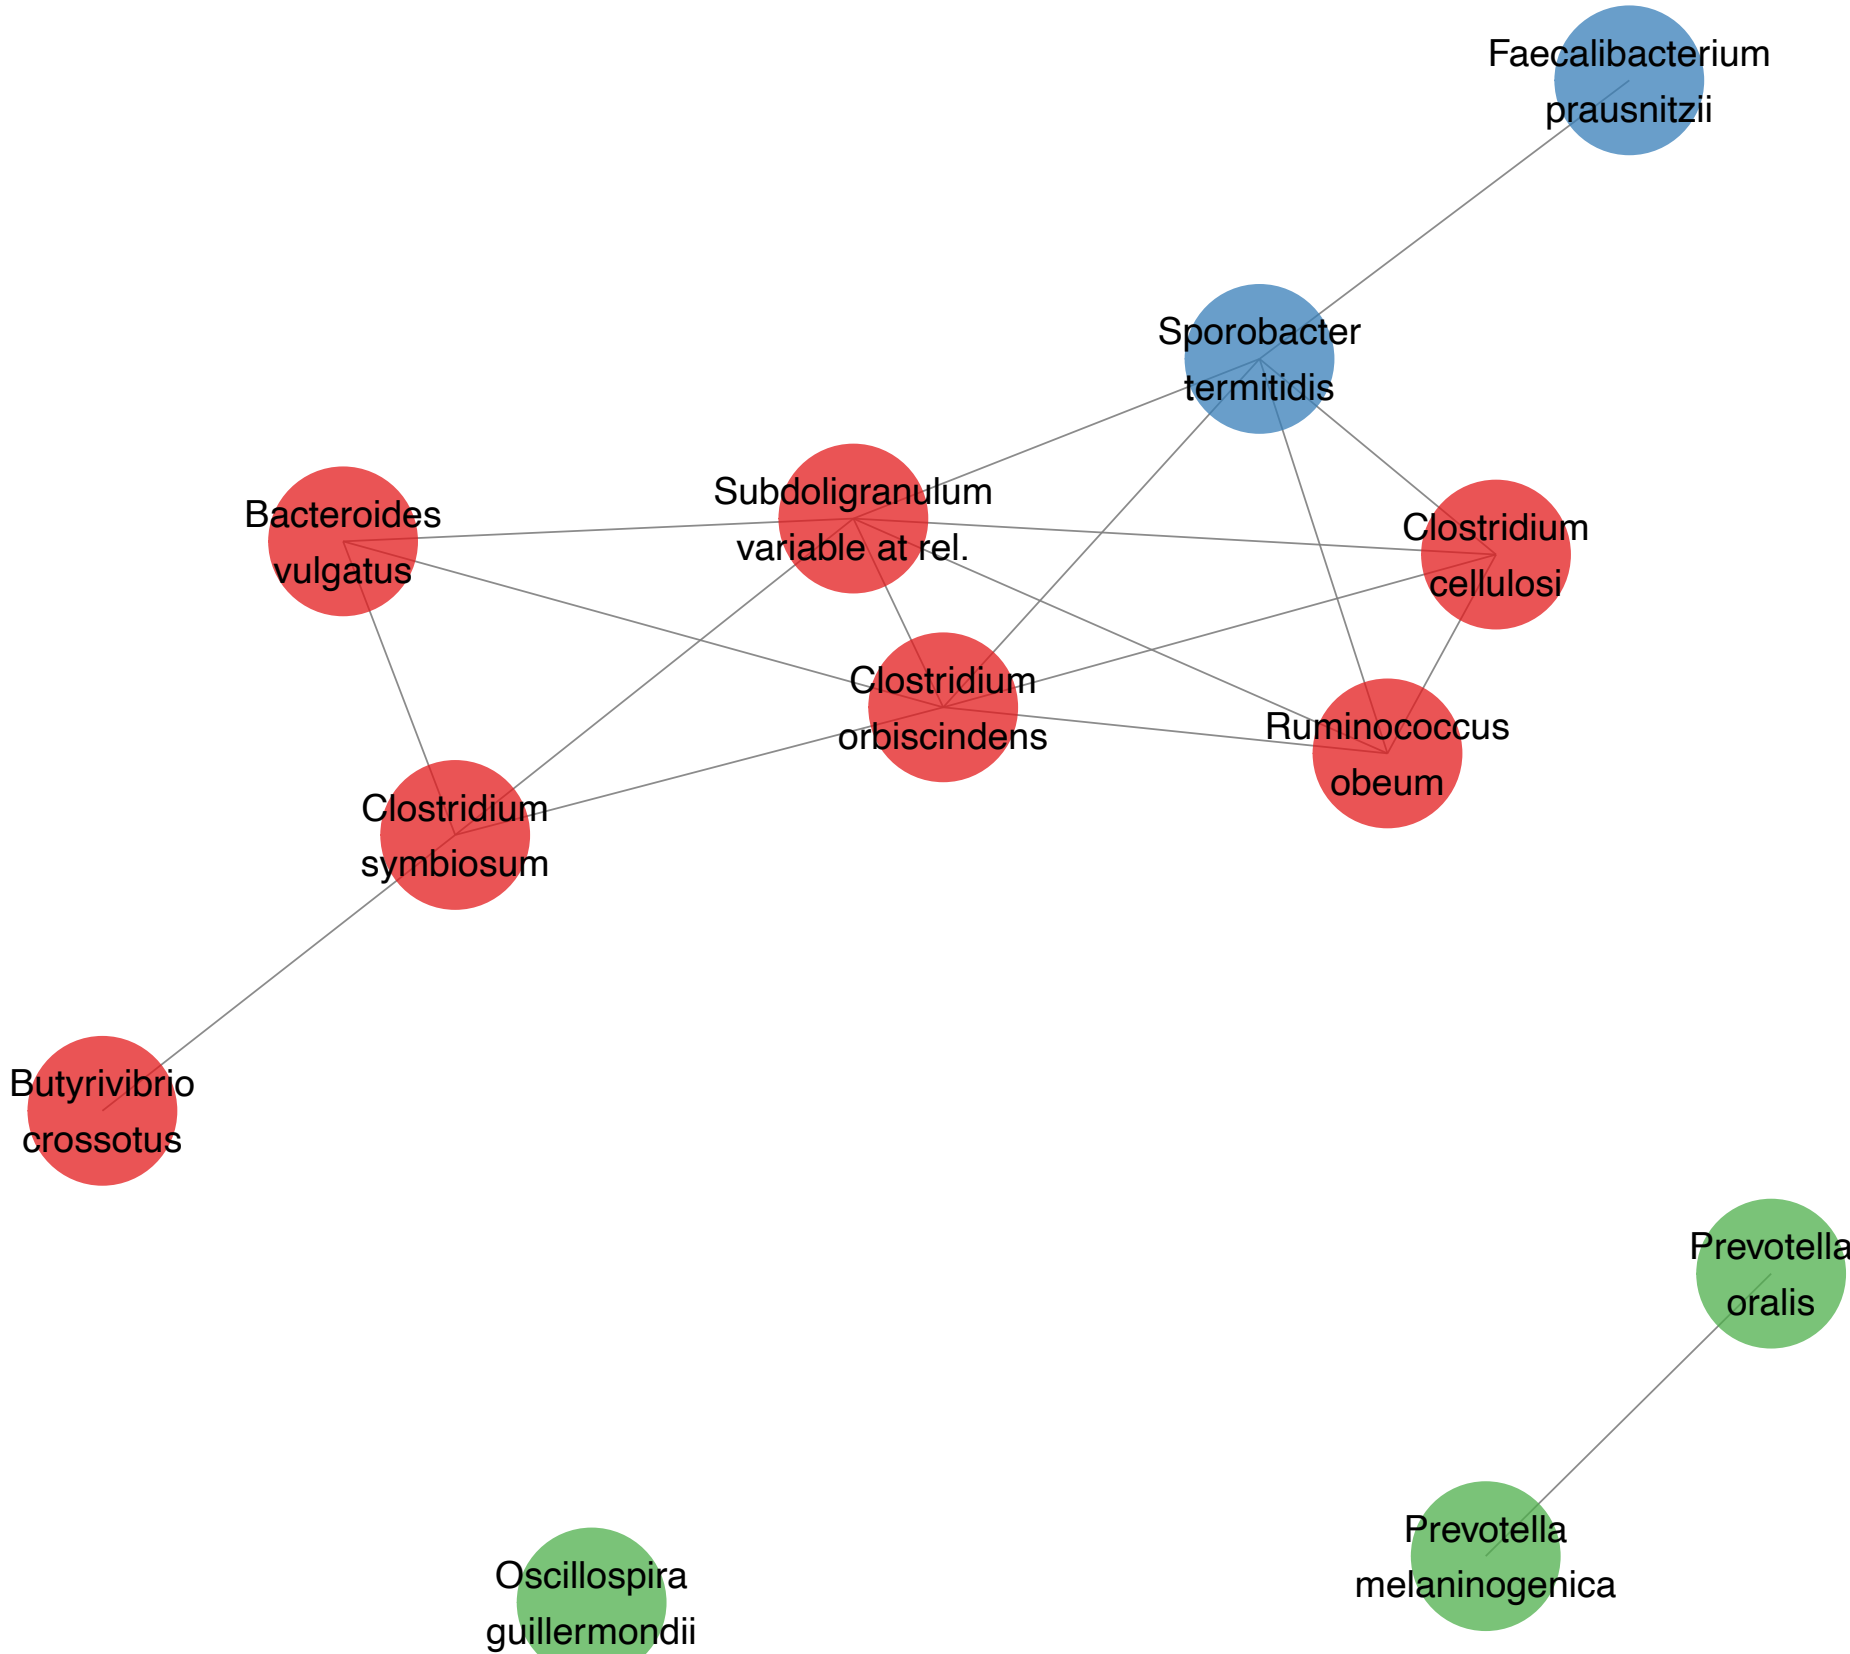 Faecalibacterium
prausnitzii
Sporobacter
termitidis
Bacteroides
vulgatus
Subdoligranulum
variable at rel.
Clostridium
cellulosi
Clostridium
orbiscindens
Ruminococcus
obeum
Clostridium
symbiosum
Butyrivibrio
crossotus
Prevotella
oralis
Prevotella
melaninogenica
Oscillospira
guillermondii